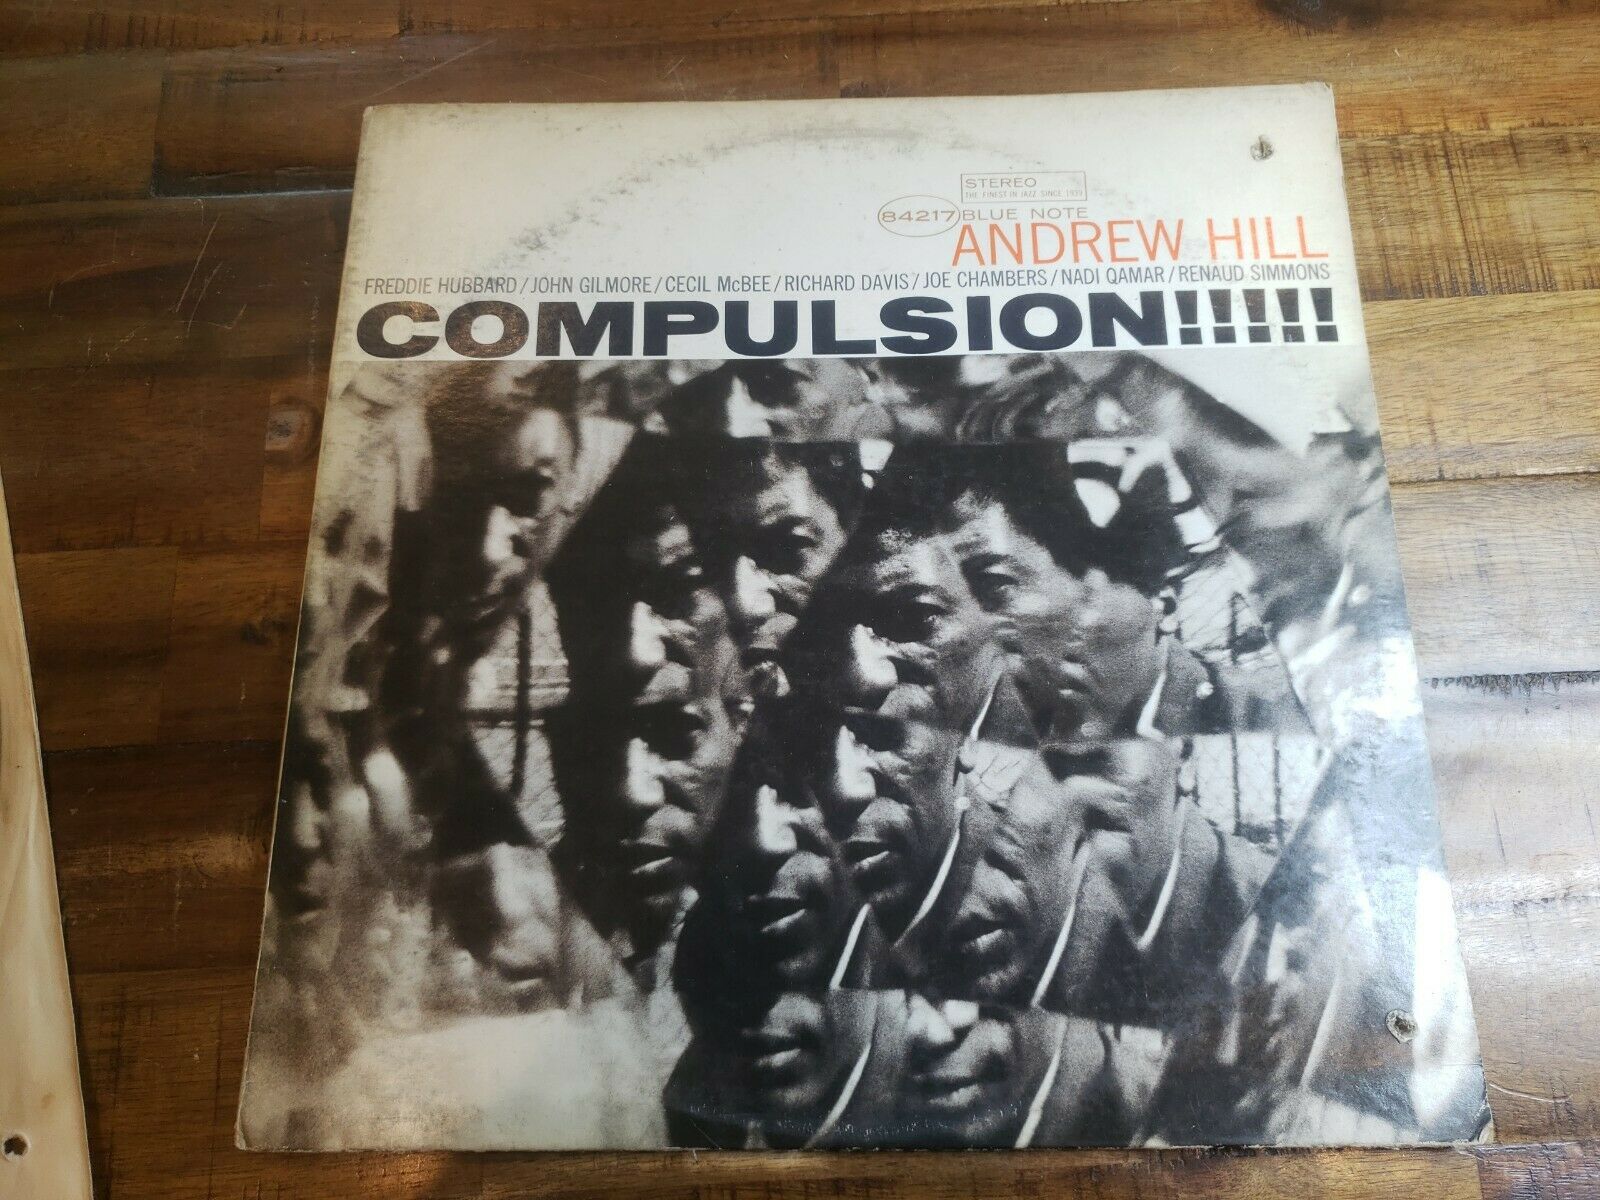 STEREO
THE FINEST IN JAZZ SINCE 1939
84217 BLUE NOTE
ANDREW HILL
FREDDIE HUBBARD/JOHN GILMORE/CECIL McBEE/RICHARD DAVIS/JOE CHAMBERS/NADI QAMAR/RENAUD SIMMONS
COMPULSION!!!!!